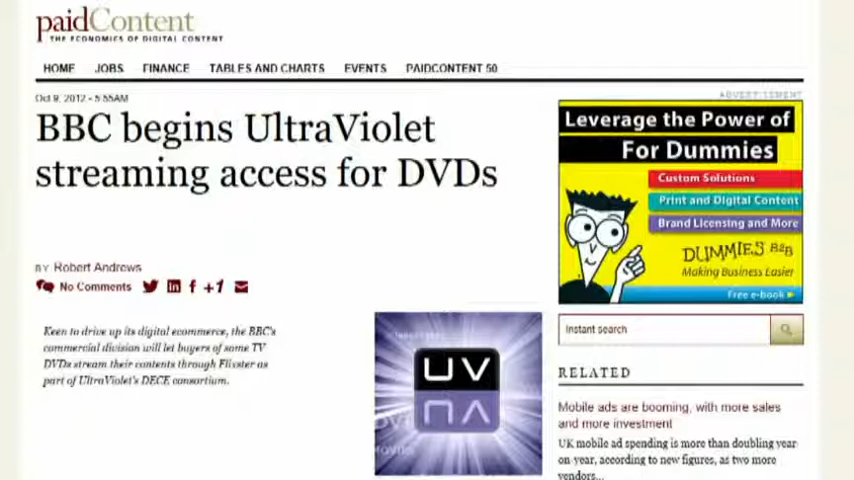 paidContent
THE ECONOMICS OF DIGITAL CONTENT
HOME JOBS FINANCE TABLES AND CHARTS EVENTS PAIDCONTENT 50
Oct 9, 2012 - 5:55AM
BBC begins UltraViolet
streaming access for DVDs
BY Robert Andrews
No Comments
+1
Keen to drive up its digital ecommerce, the BBC's
commercial division will let buyers of some TV
DVDs stream their contents through Flixster as
part of UltraViolet's DECE consortium.
UV
ADVERTISEMENT
Leverage the Power of
For Dummies
Custom Solutions
Print and Digital Content
Brand Licensing and More
DUMMIES B2B
Making Business Easier
Free e-book
Instant search
RELATED
Mobile ads are booming, with more sales
and more investment
UK mobile ad spending is more than doubling year
on-year, according to new figures, as two more
vendors...